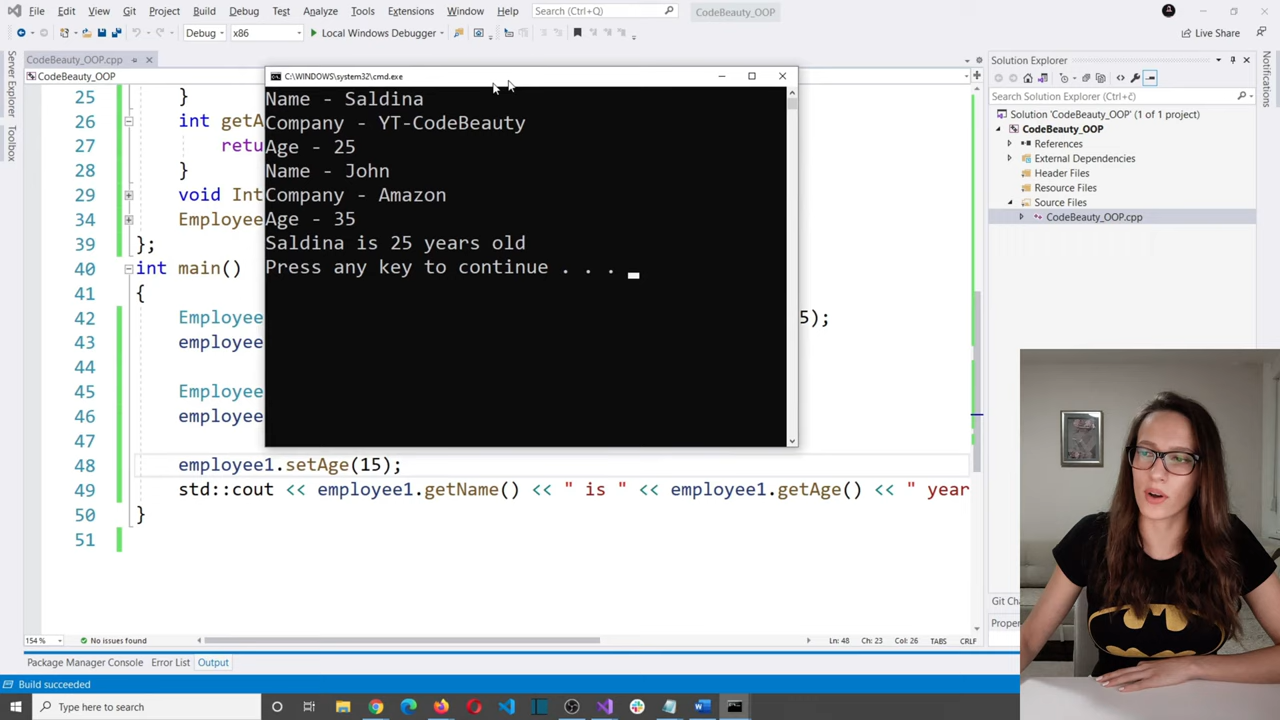 File Edit View Git Project Build Debug Test Analyze Tools Extensions Window Help Search (Ctrl+Q) CodeBeauty_OOP
Debug x86 Local Windows Debugger Live Share
CodeBeauty_OOP.cpp
CodeBeauty_OOP
Server Explorer
Toolbox
25 }
26 int getA
27 retu
28 }
29 void Int
34 Employee
39 };
40 int main()
41 {
42 Employee 5);
43 employee
44
45 Employee
46 employee
47
48 employee1.setAge(15);
49 std::cout << employee1.getName() << " is " << employee1.getAge() << " year
50 }
51
C:\WINDOWS\system32\cmd.exe
Name - Saldina
Company - YT-CodeBeauty
Age - 25
Name - John
Company - Amazon
Age - 35
Saldina is 25 years old
Press any key to continue . . .
Solution Explorer
Search Solution Explorer (Ctrl+č)
Solution 'CodeBeauty_OOP' (1 of 1 project)
CodeBeauty_OOP
References
External Dependencies
Header Files
Resource Files
Source Files
CodeBeauty_OOP.cpp
Notifications
Git Ch
Proper
154 % No issues found Ln: 48 Ch: 23 Col: 26 TABS CRLF
Package Manager Console Error List Output
Build succeeded
Type here to search